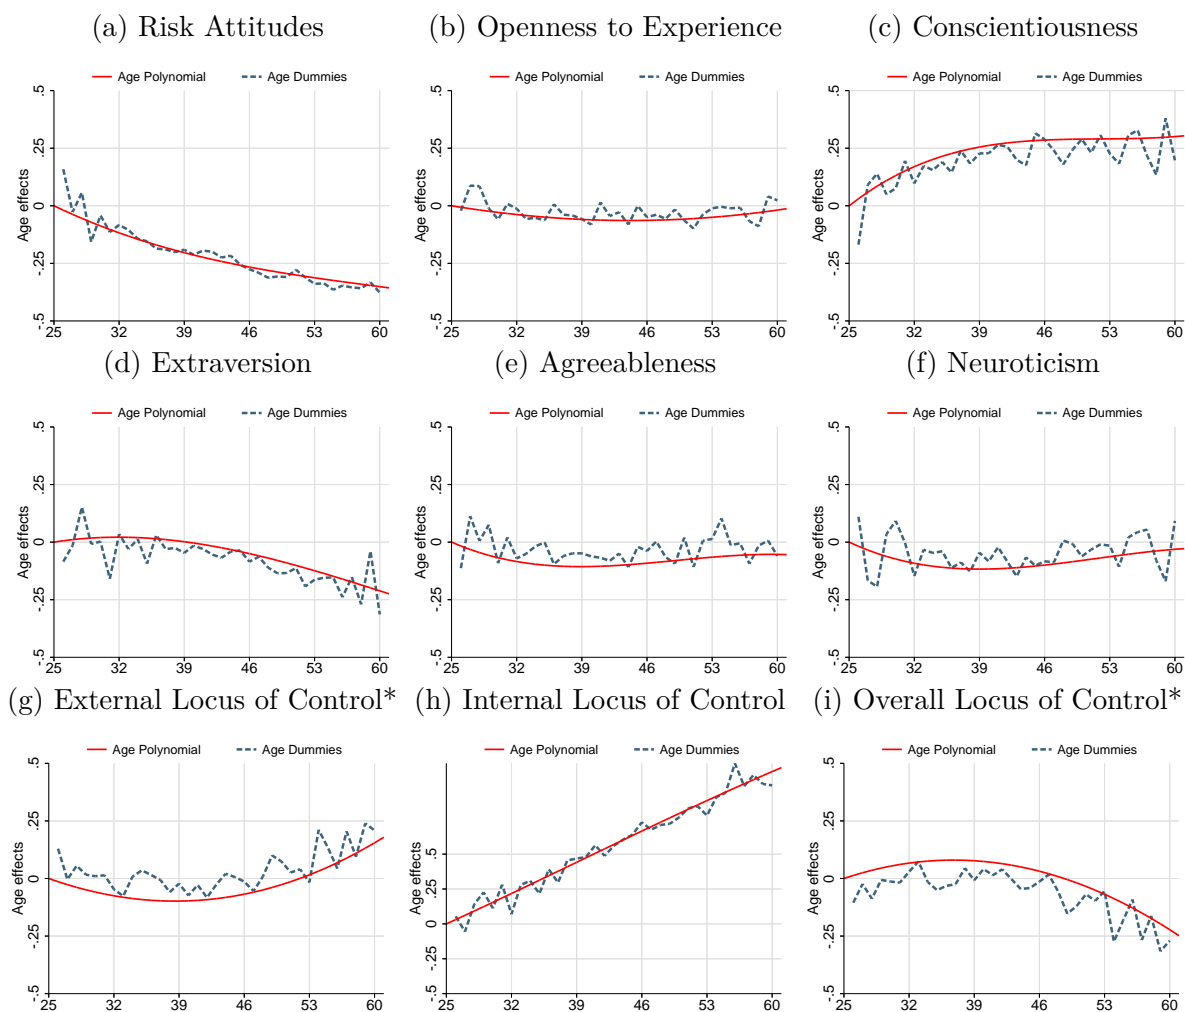 (a) Risk Attitudes
Age Polynomial Age Dummies
Age effects
.5
.25
0
-.25
-.5
25 32 39 46 53 60
(b) Openness to Experience
Age Polynomial Age Dummies
Age effects
.5
.25
0
-.25
-.5
25 32 39 46 53 60
(c) Conscientiousness
Age Polynomial Age Dummies
Age effects
.5
.25
0
-.25
-.5
25 32 39 46 53 60
(d) Extraversion
Age Polynomial Age Dummies
Age effects
.5
.25
0
-.25
-.5
25 32 39 46 53 60
(e) Agreeableness
Age Polynomial Age Dummies
Age effects
.5
.25
0
-.25
-.5
25 32 39 46 53 60
(f) Neuroticism
Age Polynomial Age Dummies
Age effects
.5
.25
0
-.25
-.5
25 32 39 46 53 60
(g) External Locus of Control*
Age Polynomial Age Dummies
Age effects
.5
.25
0
-.25
-.5
25 32 39 46 53 60
(h) Internal Locus of Control
Age Polynomial Age Dummies
Age effects
.5
.25
0
-.25
-.5
25 32 39 46 53 60
(i) Overall Locus of Control*
Age Polynomial Age Dummies
Age effects
.5
.25
0
-.25
-.5
25 32 39 46 53 60